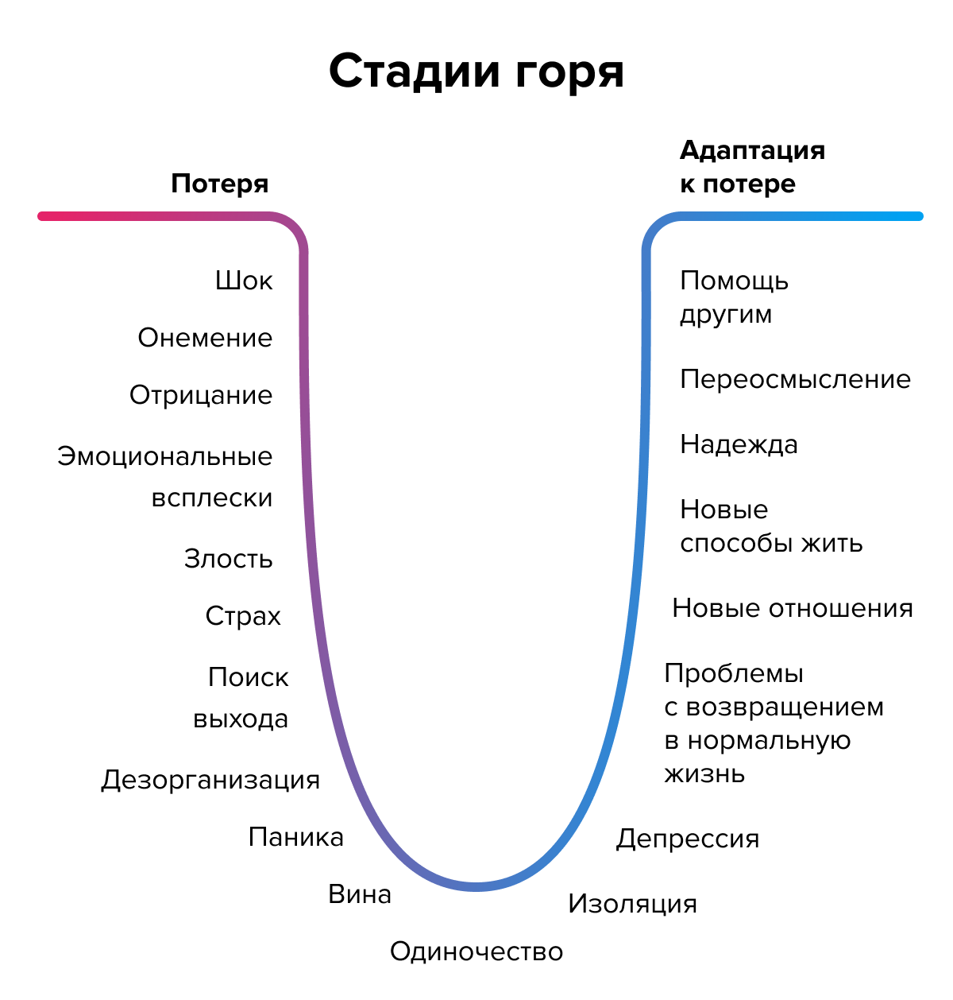 Стадии горя
Потеря
Шок
Онемение
Отрицание
Эмоциональные
всплески
Злость
Страх
Поиск
выхода
Дезорганизация
Паника
Вина
Одиночество
Изоляция
Депрессия
Адаптация
к потере
Помощь
другим
Переосмысление
Надежда
Новые
способы жить
Новые отношения
Проблемы
с возвращением
в нормальную
жизнь